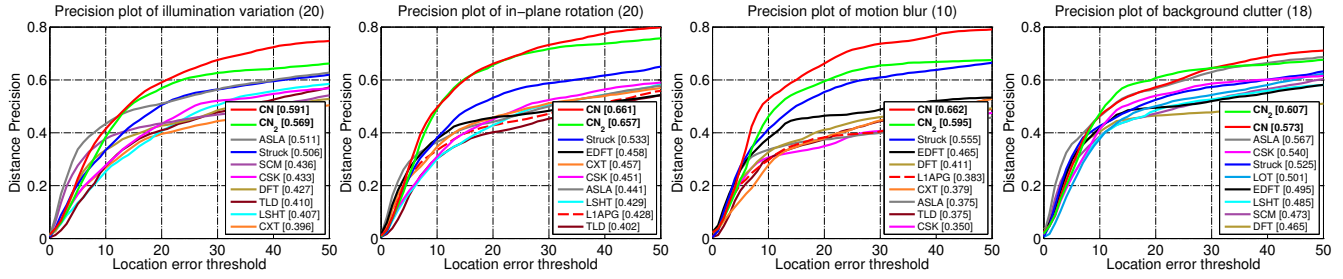 Precision plot of illumination variation (20)
Distance Precision
0.8
0.6
0.4
0.2
0
0 10 20 30 40 50
Location error threshold
CN [0.591]
CN2 [0.569]
ASLA [0.511]
Struck [0.506]
SCM [0.436]
CSK [0.433]
DFT [0.427]
TLD [0.410]
LSHT [0.407]
CXT [0.396]
Precision plot of in-plane rotation (20)
Distance Precision
0.8
0.6
0.4
0.2
0
0 10 20 30 40 50
Location error threshold
CN [0.661]
CN2 [0.657]
Struck [0.533]
EDFT [0.458]
CXT [0.457]
CSK [0.451]
ASLA [0.441]
LSHT [0.429]
L1APG [0.428]
TLD [0.402]
Precision plot of motion blur (10)
Distance Precision
0.8
0.6
0.4
0.2
0
0 10 20 30 40 50
Location error threshold
CN [0.662]
CN2 [0.595]
Struck [0.555]
EDFT [0.465]
DFT [0.411]
L1APG [0.383]
CXT [0.379]
ASLA [0.375]
TLD [0.375]
CSK [0.350]
Precision plot of background clutter (18)
Distance Precision
0.8
0.6
0.4
0.2
0
0 10 20 30 40 50
Location error threshold
CN2 [0.607]
CN [0.573]
ASLA [0.567]
CSK [0.540]
Struck [0.525]
LOT [0.501]
EDFT [0.495]
LSHT [0.485]
SCM [0.473]
DFT [0.465]